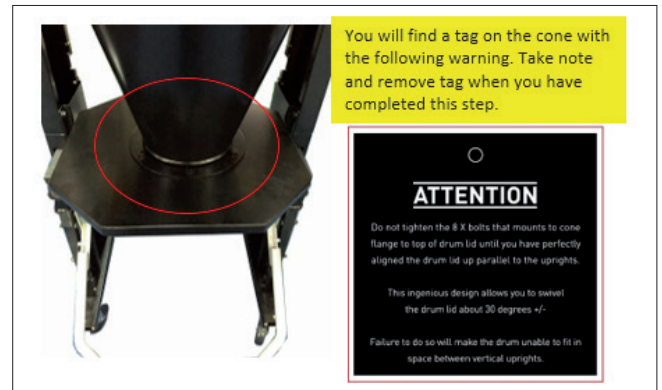 You will find a tag on the cone with
the following warning. Take note
and remove tag when you have
completed this step.
ATTENTION
Do not tighten the 8 X bolts that mounts to cone
flange to top of drum lid until you have perfectly
aligned the drum lid up parallel to the uprights.
This ingenious design allows you to swivel
the drum lid about 30 degrees +/-
Failure to do so will make the drum unable to fit in
space between vertical uprights.